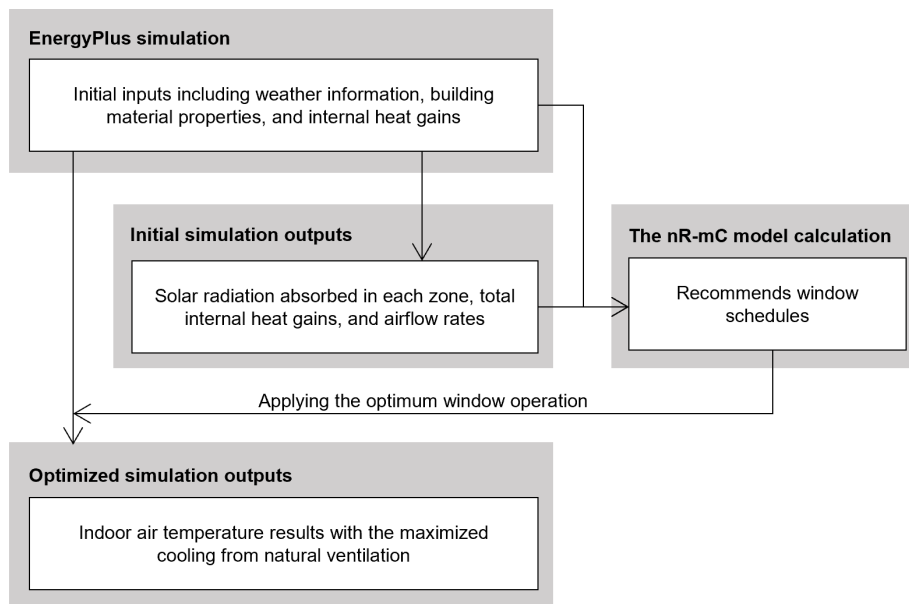 EnergyPlus simulation
Initial inputs including weather information, building
material properties, and internal heat gains
Initial simulation outputs
Solar radiation absorbed in each zone, total
internal heat gains, and airflow rates
The nR-mC model calculation
Recommends window
schedules
Applying the optimum window operation
Optimized simulation outputs
Indoor air temperature results with the maximized
cooling from natural ventilation